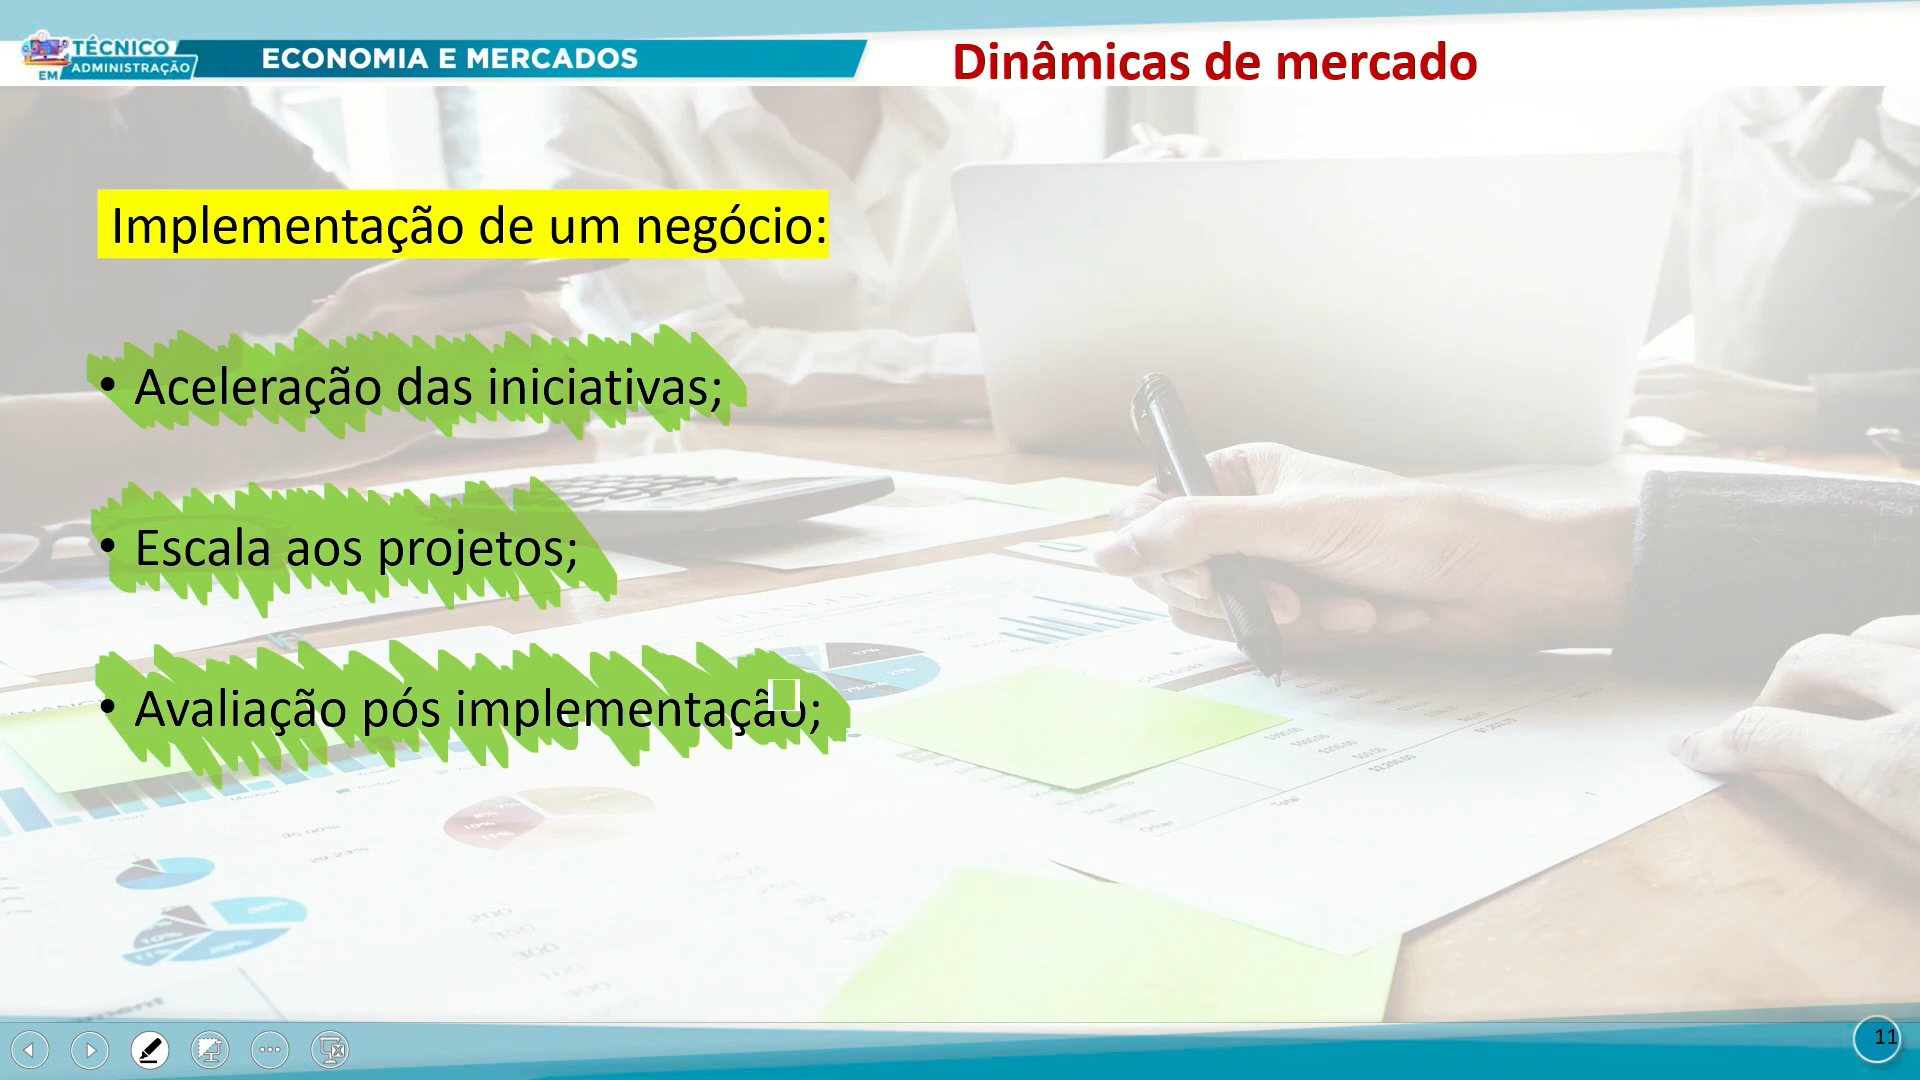 TÉCNICO
EM ADMINISTRAÇÃO
ECONOMIA E MERCADOS
Dinâmicas de mercado
Implementação de um negócio:
• Aceleração das iniciativas;
• Escala aos projetos;
• Avaliação pós implementação;
11